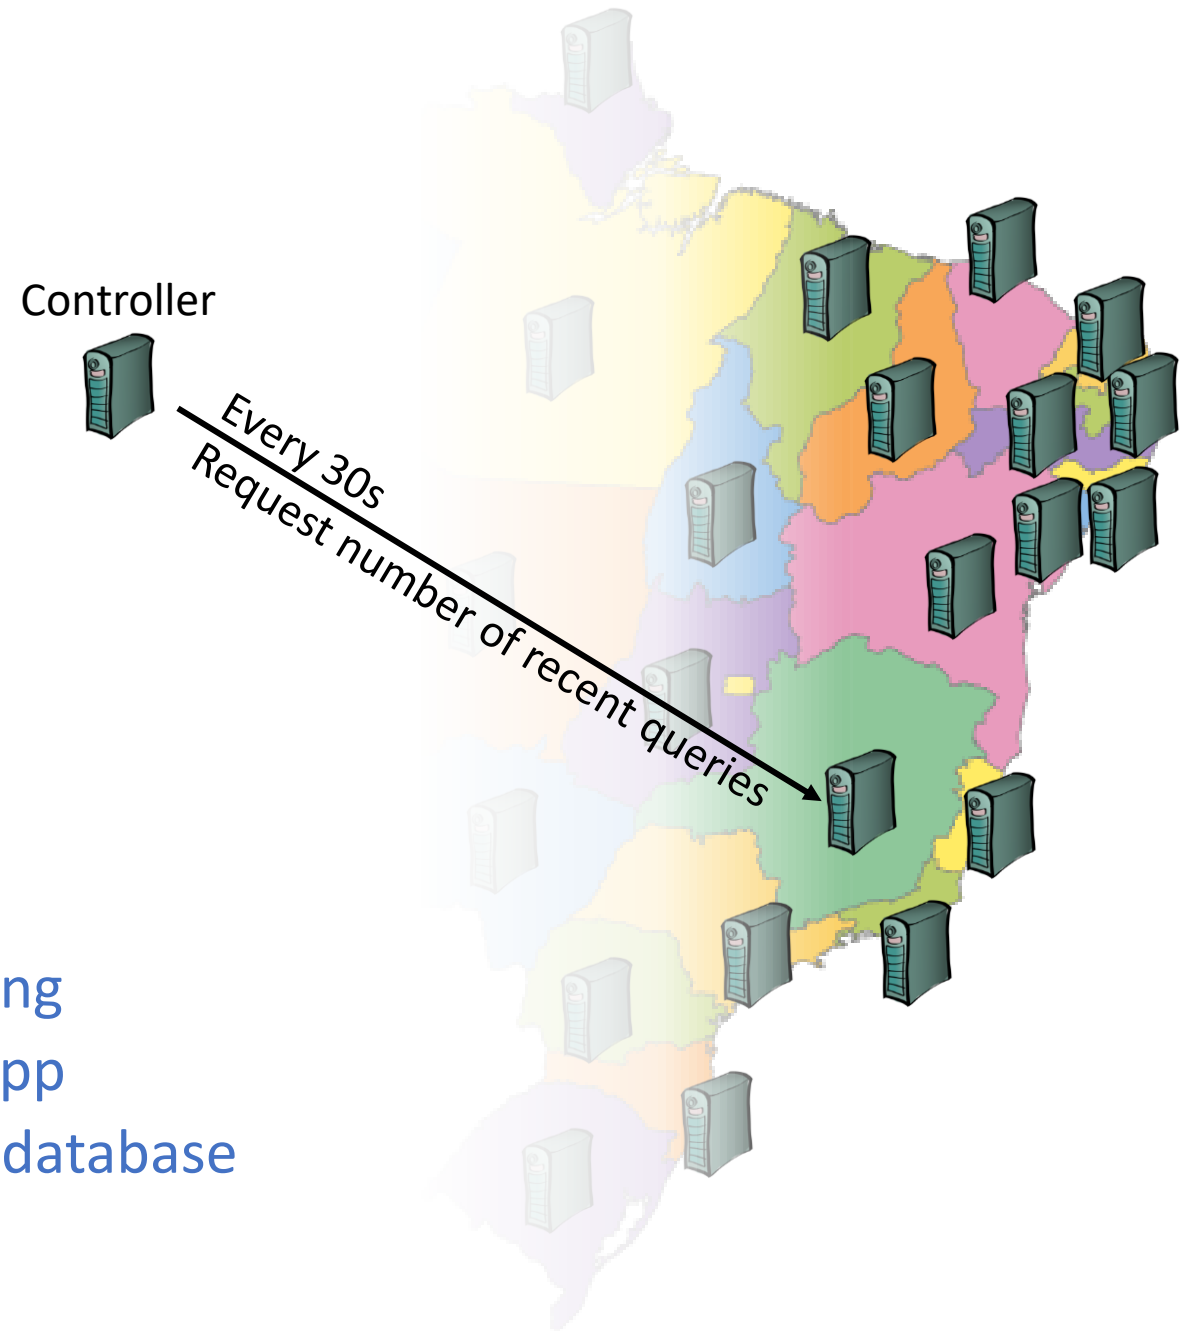 Controller
Every 30s
Request number of recent queries
ng
pp
database